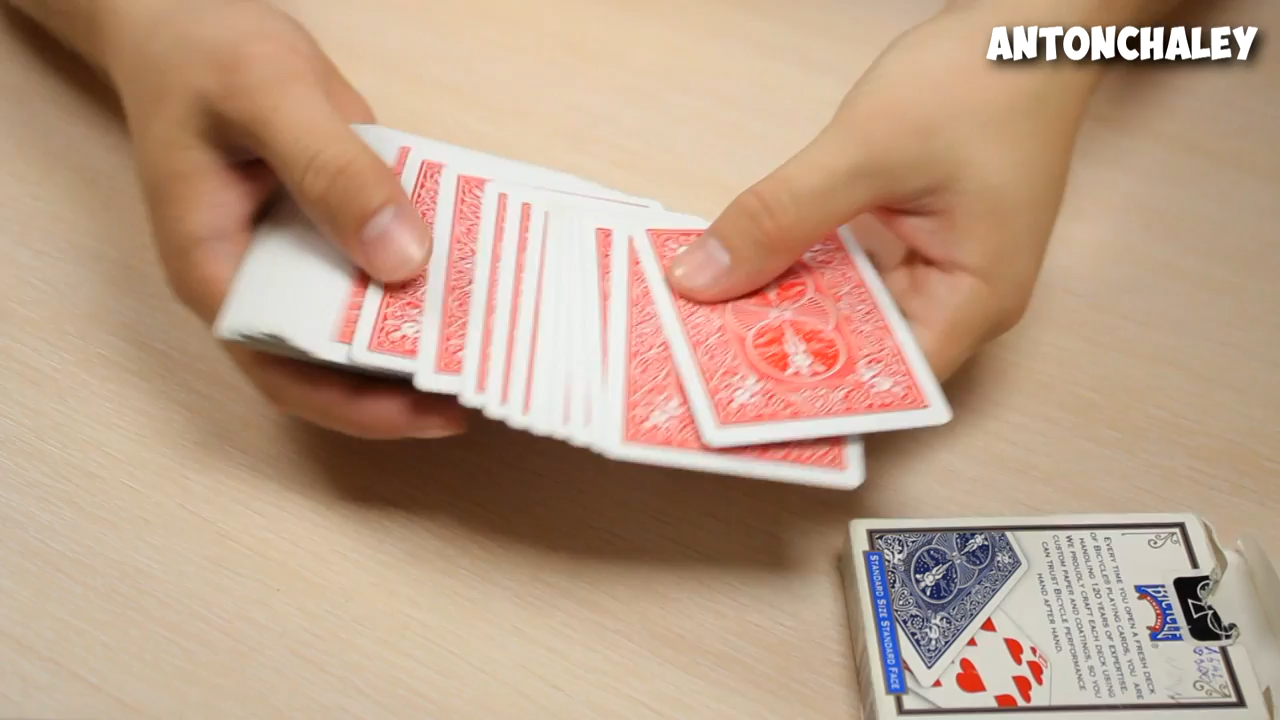 ANTONCHALEY
EVERY TIME YOU OPEN A FRESH DECK
OF BICYCLE® PLAYING CARDS, YOU ARE
HANDLING 120 YEARS OF EXPERTISE.
WE PROUDLY CRAFT EACH DECK USING
CUSTOM PAPER AND COATINGS, SO YOU
CAN TRUST BICYCLE PERFORMANCE
HAND AFTER HAND.
BICYCLE®
STANDARD SIZE STANDARD FACE